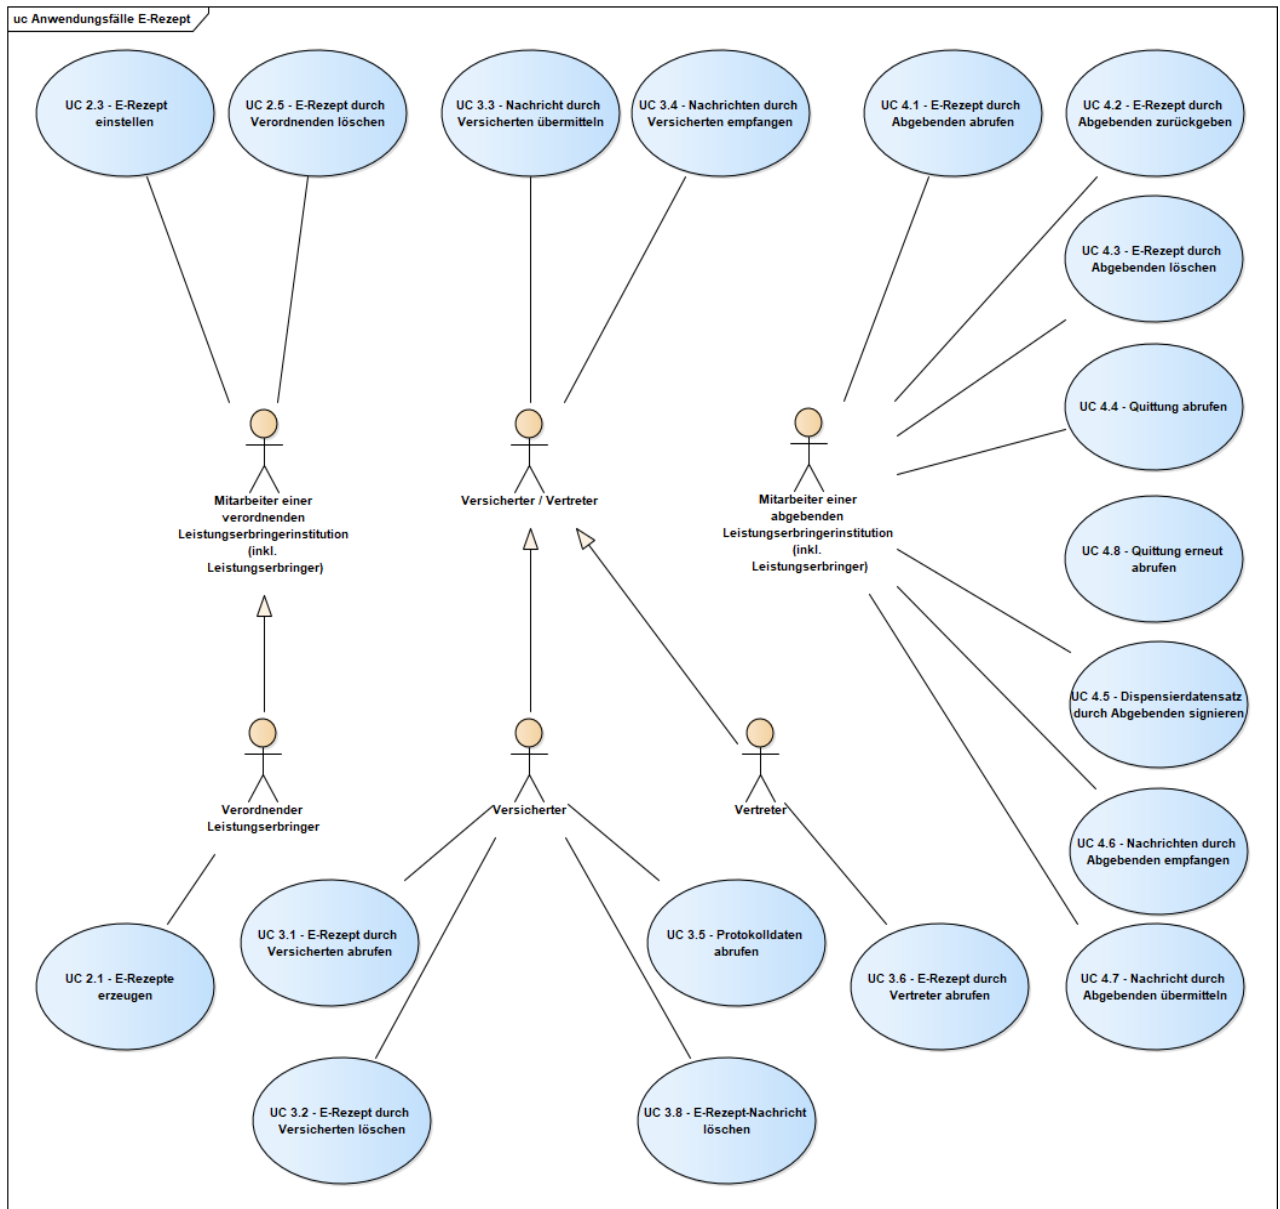 uc Anwendungsfälle E-Rezept
UC 2.3 - E-Rezept
einstellen
UC 2.5 - E-Rezept durch
Verordnenden löschen
UC 3.3 - Nachricht durch
Versicherten übermitteln
UC 3.4 - Nachrichten durch
Versicherten empfangen
UC 4.1 - E-Rezept durch
Abgebenden abrufen
UC 4.2 - E-Rezept durch
Abgebenden zurückgeben
UC 4.3 - E-Rezept durch
Abgebenden löschen
UC 4.4 - Quittung abrufen
Mitarbeiter einer
verordnenden
Leistungserbringerinstitution
(inkl.
Leistungserbringer)
Versicherter / Vertreter
Mitarbeiter einer
abgebenden
Leistungserbringerinstitution
(inkl.
Leistungserbringer)
UC 4.8 - Quittung erneut
abrufen
UC 4.5 - Dispensierdatensatz
durch Abgebenden signieren
Verordnender
Leistungserbringer
Versicherter
Vertreter
UC 4.6 - Nachrichten durch
Abgebenden empfangen
UC 2.1 - E-Rezepte
erzeugen
UC 3.1 - E-Rezept durch
Versicherten abrufen
UC 3.5 - Protokolldaten
abrufen
UC 3.6 - E-Rezept durch
Vertreter abrufen
UC 4.7 - Nachricht durch
Abgebenden übermitteln
UC 3.2 - E-Rezept durch
Versicherten löschen
UC 3.8 - E-Rezept-Nachricht
löschen